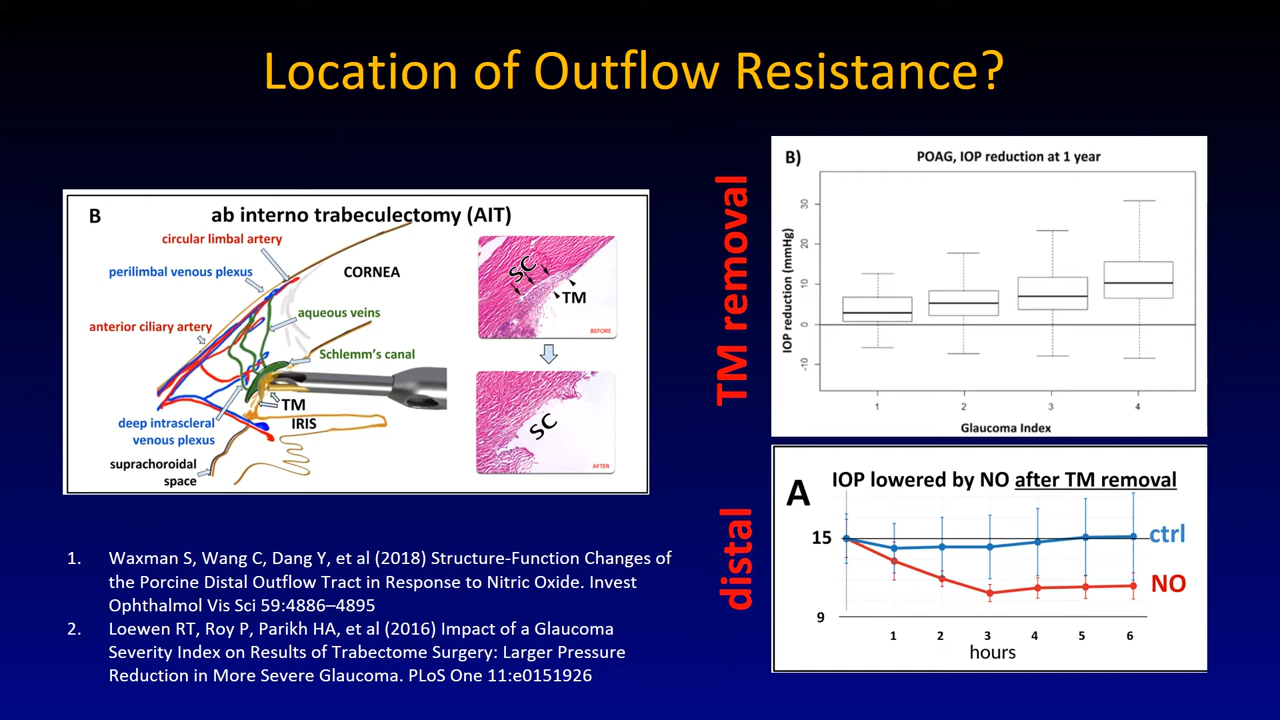 Location of Outflow Resistance?
B
ab interno trabeculectomy (AIT)
circular limbal artery
perilimbal venous plexus
CORNEA
aqueous veins
anterior ciliary artery
Schlemm's canal
TM
deep intrascleral
venous plexus
IRIS
suprachoroidal
space
SC
TM
BEFORE
SC
AFTER
1. Waxman S, Wang C, Dang Y, et al (2018) Structure-Function Changes of
the Porcine Distal Outflow Tract in Response to Nitric Oxide. Invest
Ophthalmol Vis Sci 59:4886–4895
2. Loewen RT, Roy P, Parikh HA, et al (2016) Impact of a Glaucoma
Severity Index on Results of Trabectome Surgery: Larger Pressure
Reduction in More Severe Glaucoma. PLoS One 11:e0151926
TM removal
B)
POAG, IOP reduction at 1 year
IOP reduction (mmHg)
30
20
10
0
-10
1 2 3 4
Glaucoma Index
distal
A
IOP lowered by NO after TM removal
15
ctrl
NO
9
1 2 3 4 5 6
hours